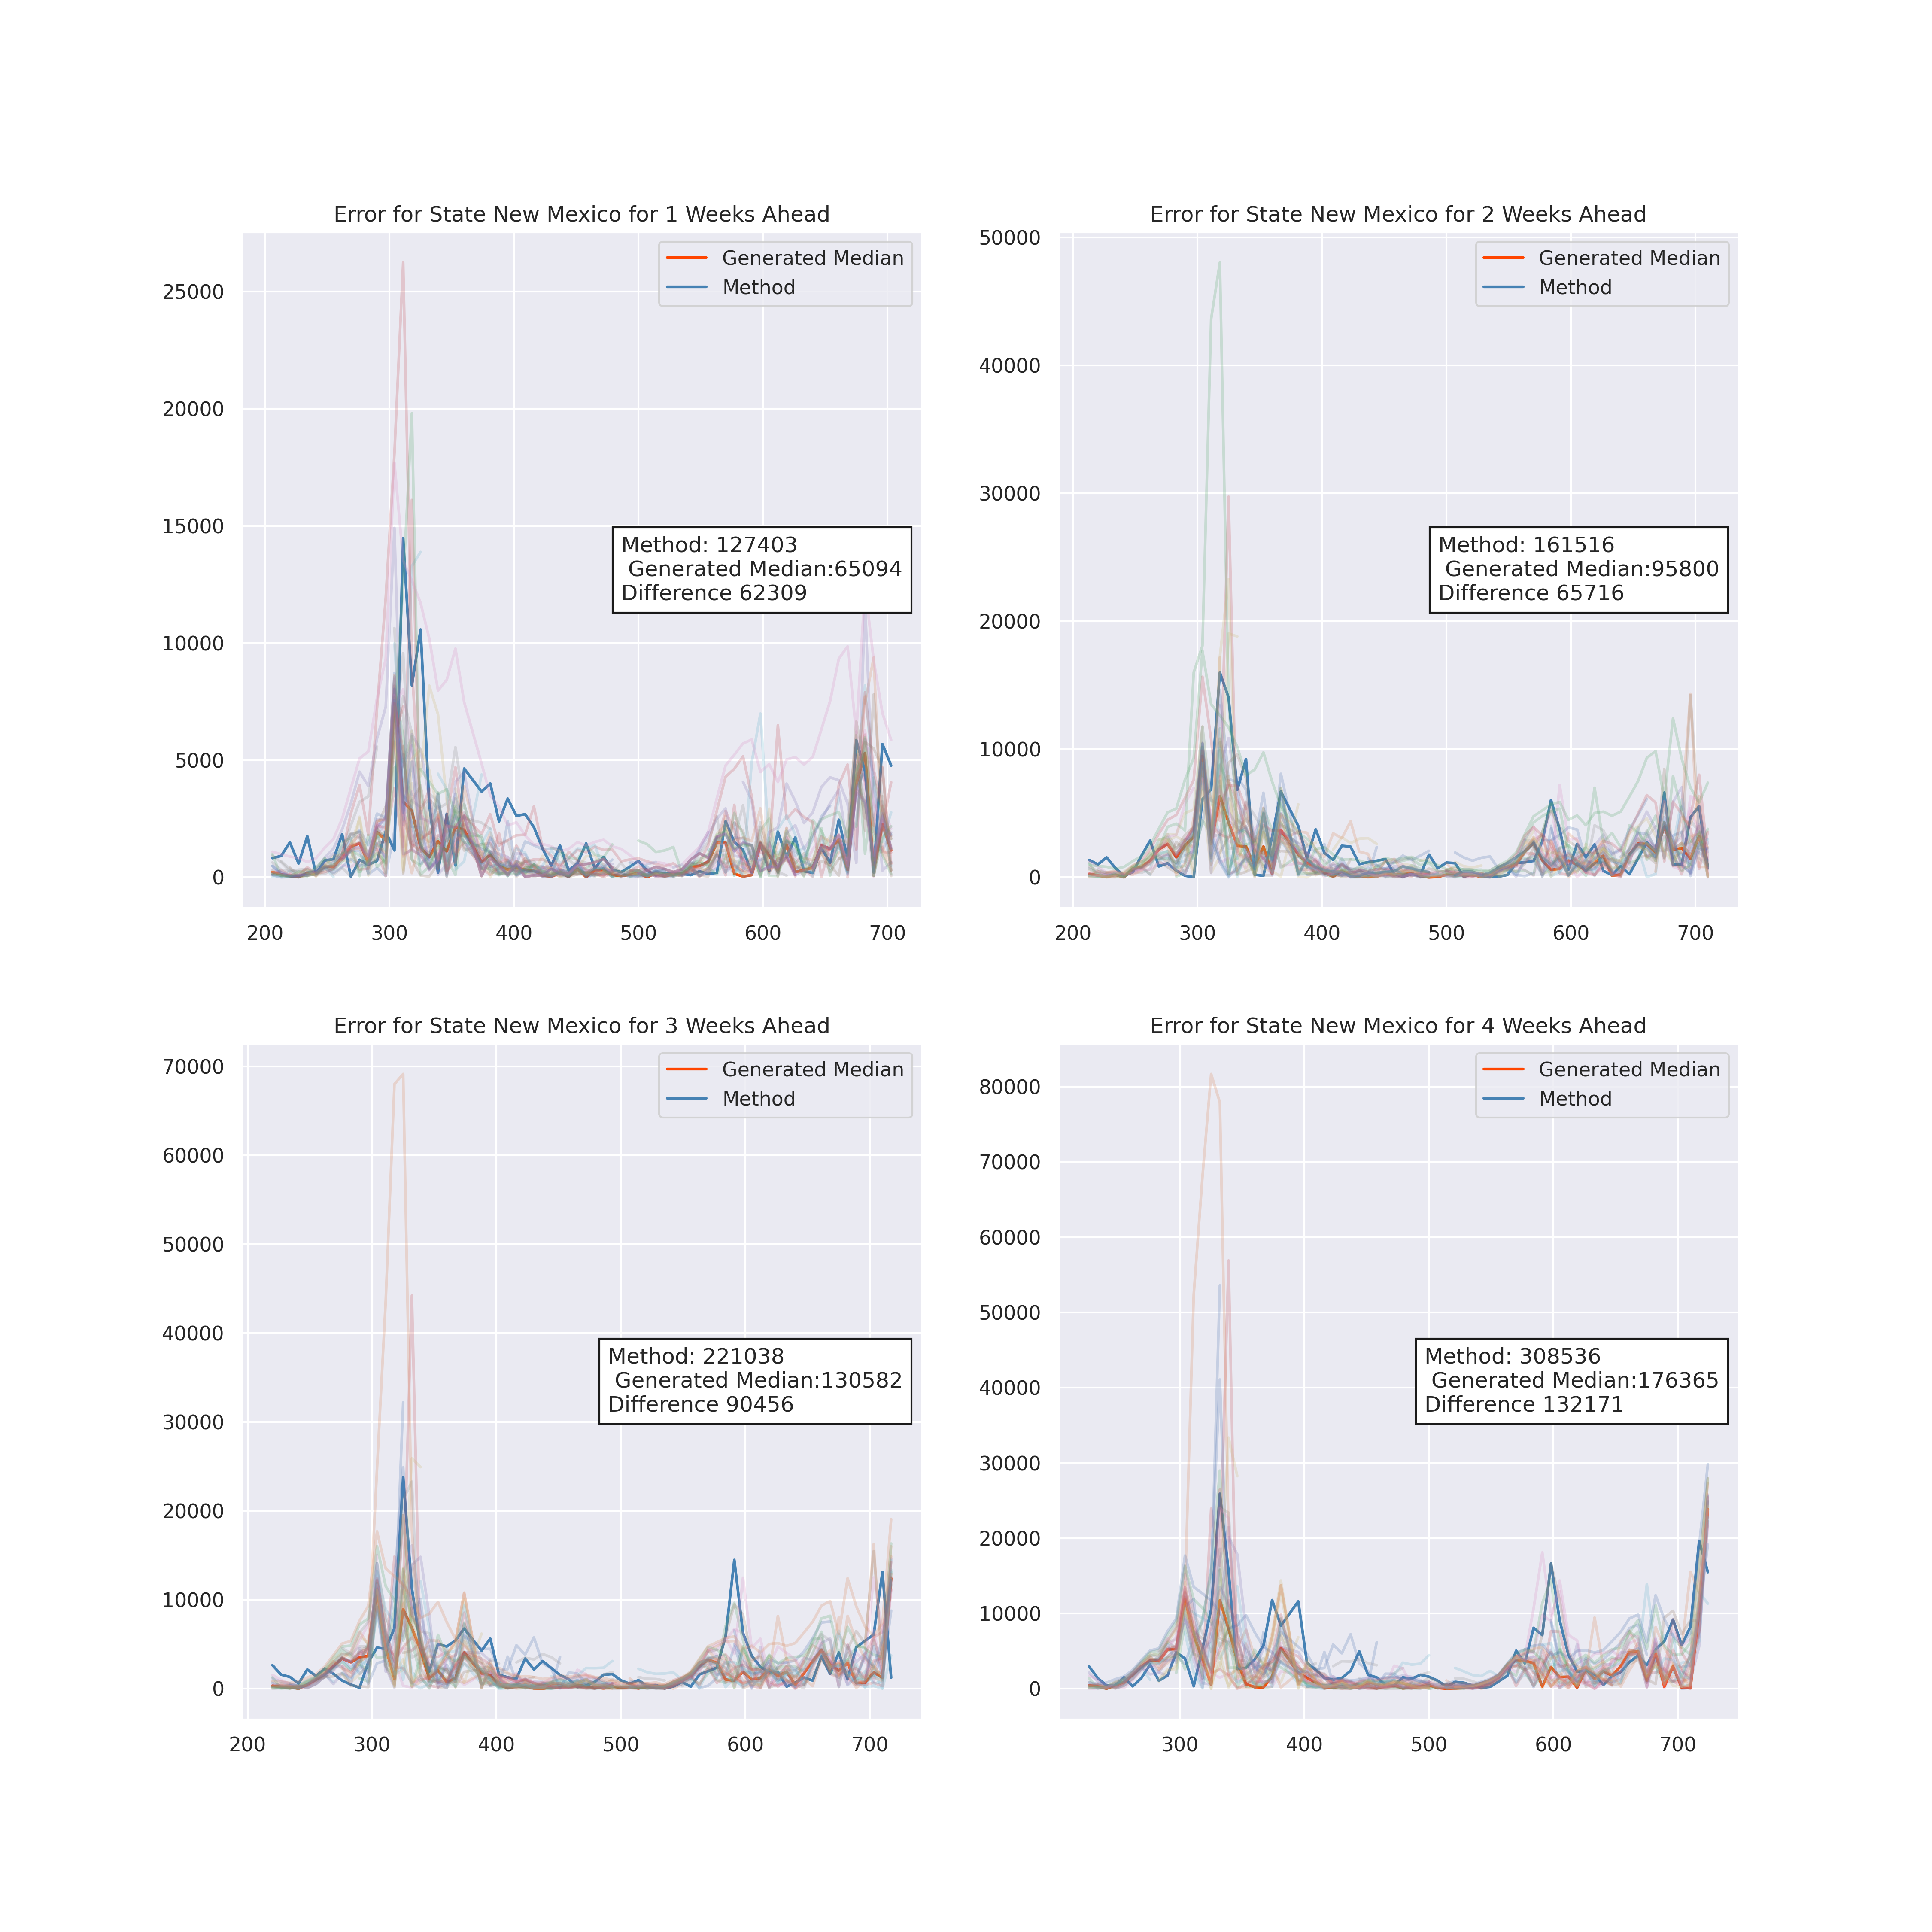 Error for State New Mexico for 1 Weeks Ahead
Generated Median
Method
25000
20000
15000
10000
5000
0
Method: 127403
Generated Median:65094
Difference 62309
200 300 400 500 600 700
Error for State New Mexico for 2 Weeks Ahead
Generated Median
Method
50000
40000
30000
20000
10000
0
Method: 161516
Generated Median:95800
Difference 65716
200 300 400 500 600 700
Error for State New Mexico for 3 Weeks Ahead
Generated Median
Method
70000
60000
50000
40000
30000
20000
10000
0
Method: 221038
Generated Median:130582
Difference 90456
200 300 400 500 600 700
Error for State New Mexico for 4 Weeks Ahead
Generated Median
Method
80000
70000
60000
50000
40000
30000
20000
10000
0
Method: 308536
Generated Median:176365
Difference 132171
300 400 500 600 700